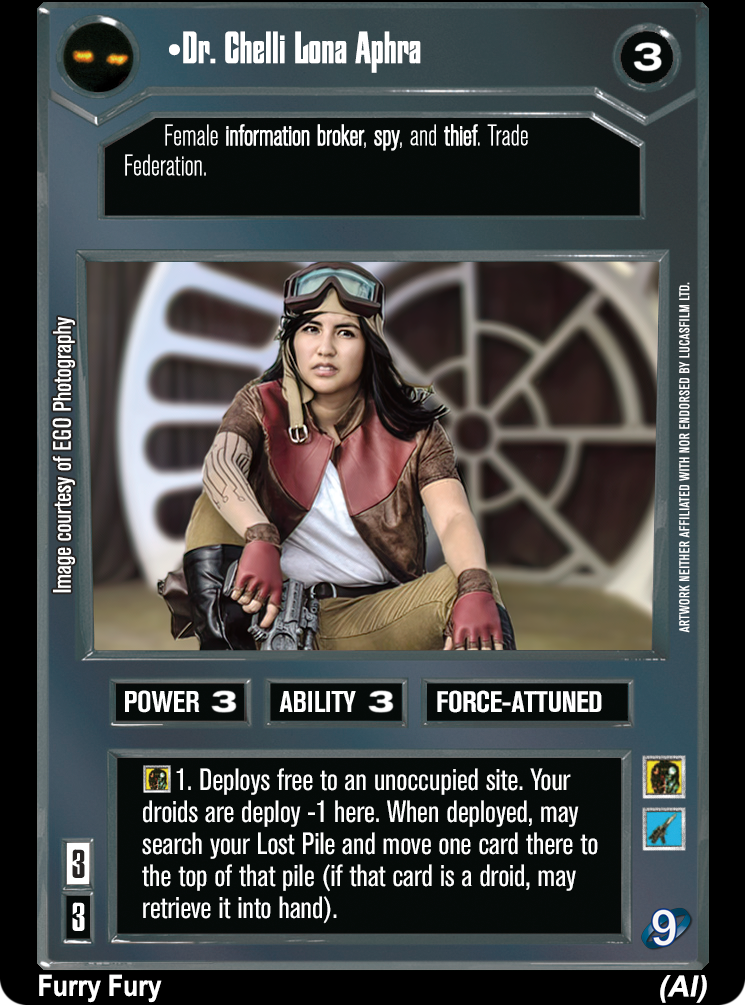 •Dr. Chelli Lona Aphra
3
Female information broker, spy, and thief. Trade
Federation.
Image courtesy of EGO Photography
ARTWORK NEITHER AFFILIATED WITH NOR ENDORSED BY LUCASFILM LTD.
POWER 3
ABILITY 3
FORCE-ATTUNED
1. Deploys free to an unoccupied site. Your
droids are deploy -1 here. When deployed, may
search your Lost Pile and move one card there to
the top of that pile (if that card is a droid, may
retrieve it into hand).
3
3
9
Furry Fury
(AI)